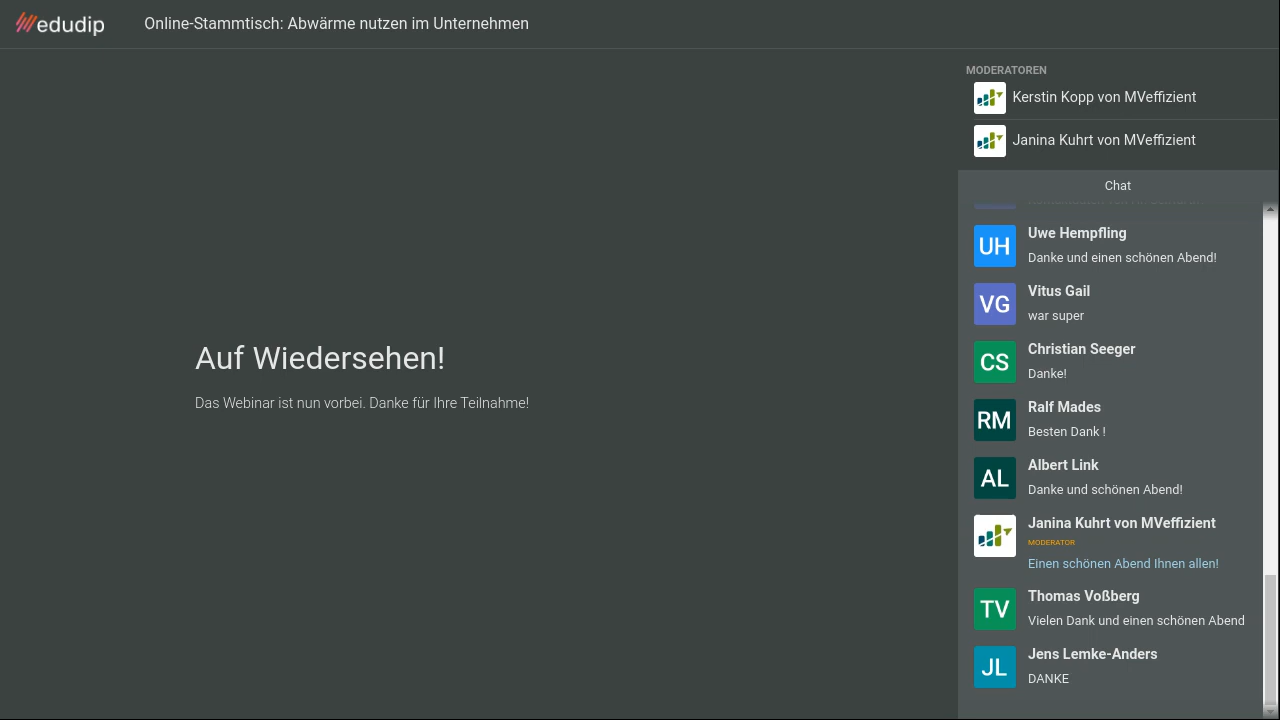 edudip
Online-Stammtisch: Abwärme nutzen im Unternehmen
MODERATOREN
Kerstin Kopp von MVeffizient
Janina Kuhrt von MVeffizient
Chat
Auf Wiedersehen!
Das Webinar ist nun vorbei. Danke für Ihre Teilnahme!
UH
Uwe Hempfling
Danke und einen schönen Abend!
VG
Vitus Gail
war super
CS
Christian Seeger
Danke!
RM
Ralf Mades
Besten Dank !
AL
Albert Link
Danke und schönen Abend!
Janina Kuhrt von MVeffizient
MODERATOR
Einen schönen Abend Ihnen allen!
TV
Thomas Voßberg
Vielen Dank und einen schönen Abend
JL
Jens Lemke-Anders
DANKE